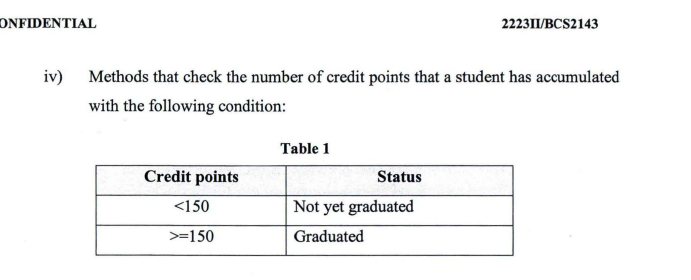 ONFIDENTIAL 2223II/BCS2143
iv) Methods that check the number of credit points that a student has accumulated
with the following condition:
Table 1
Credit points Status
<150 Not yet graduated
>=150 Graduated